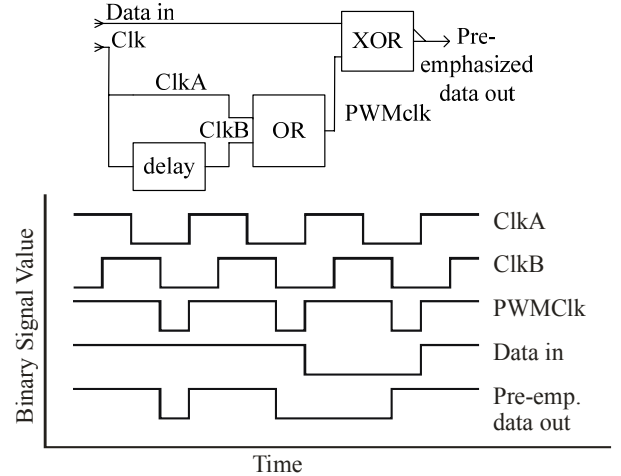 Data in
Clk
XOR
Pre-
emphasized
data out
ClkA
ClkB
OR
PWMclk
delay
Binary Signal Value
ClkA
ClkB
PWMClk
Data in
Pre-emp.
data out
Time